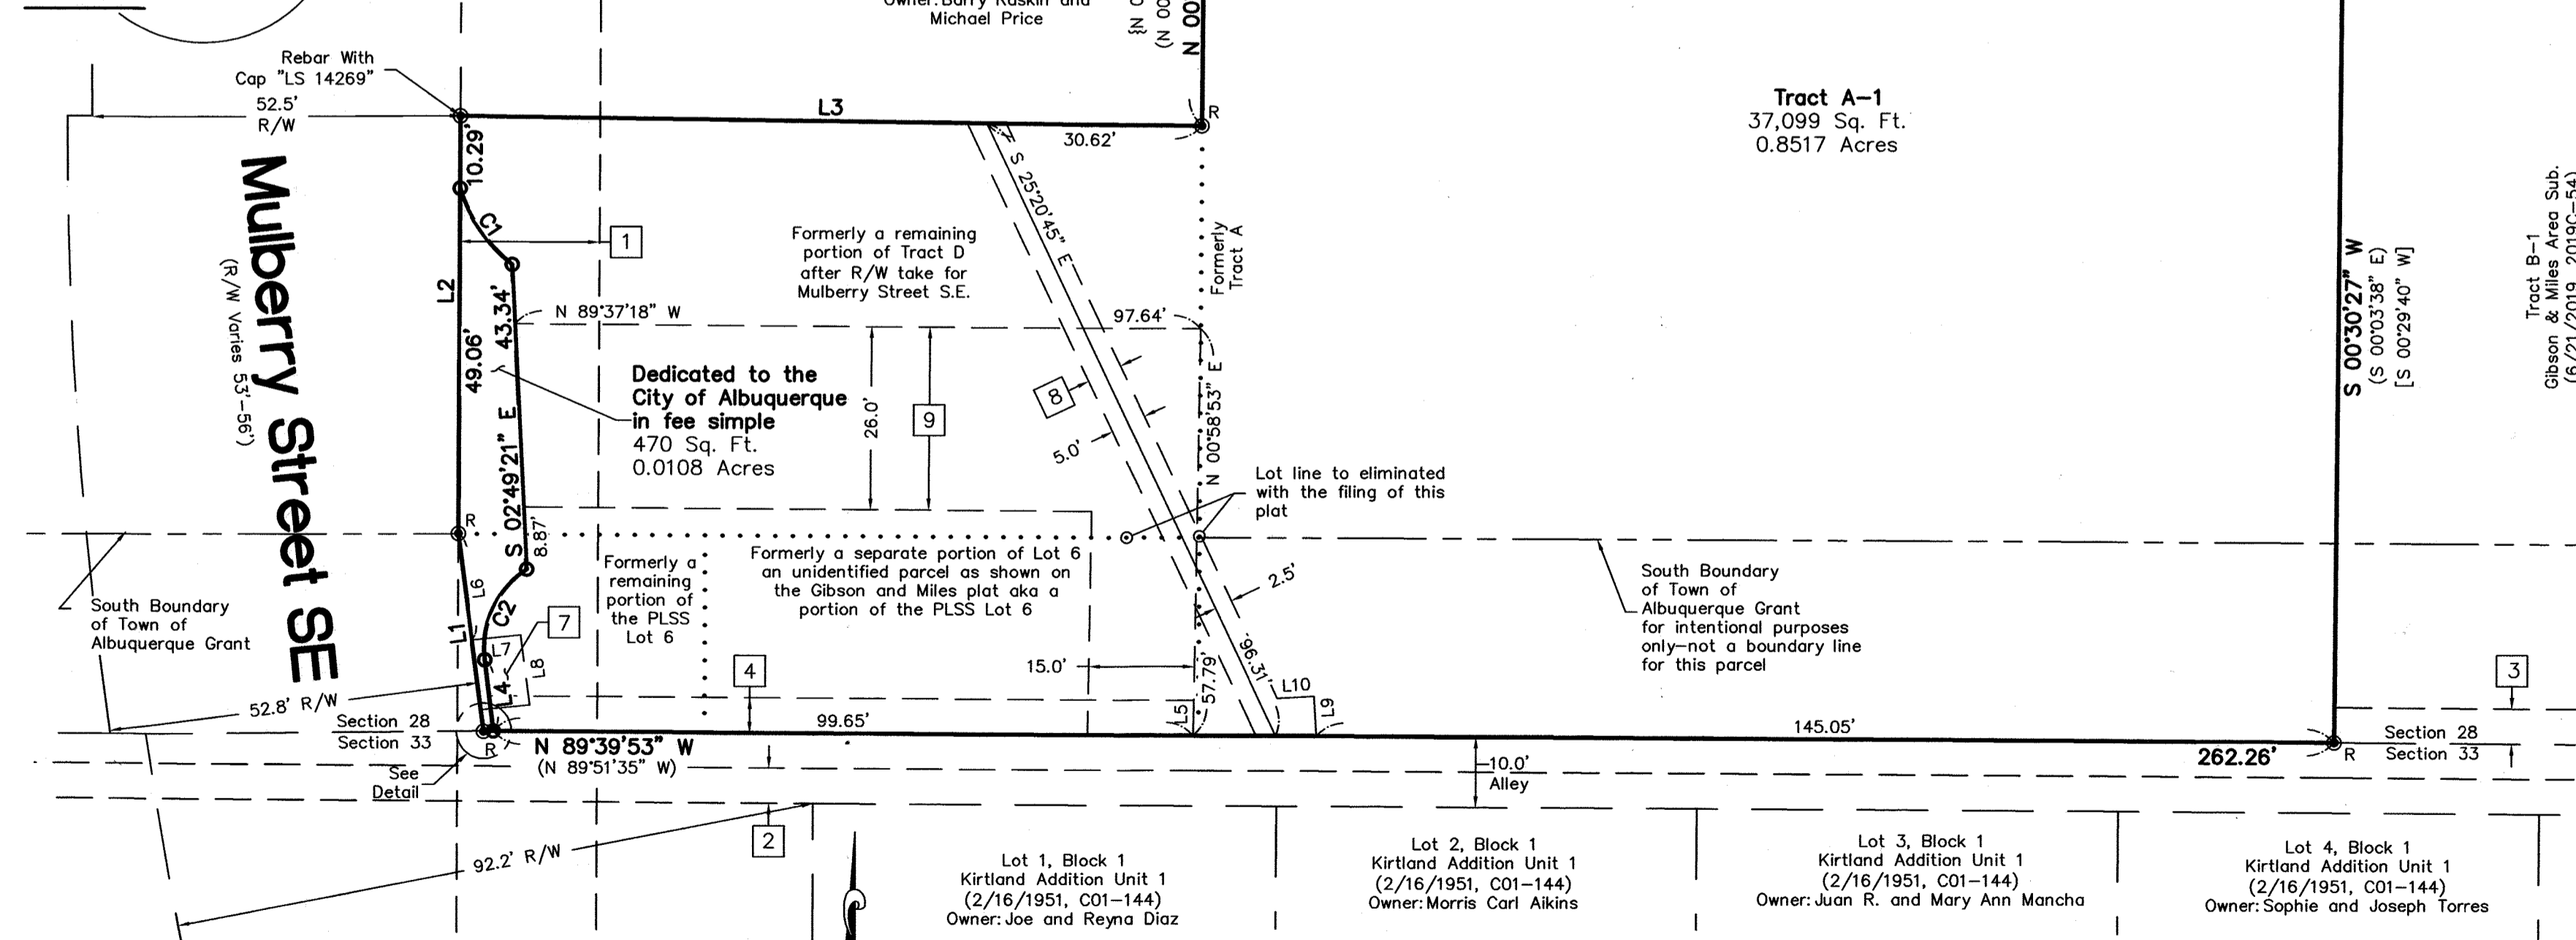 Owner: Barry Raskin and
Michael Price
(N 00
N 00
Rebar With
Cap "LS 14269"
52.5'
R/W
L3
R
30.62'
10.29'
C1
1
L2
49.06'
43.34'
S 02°49'21" E
8.87'
Mulberry Street SE
(R/W Varies 53'-56')
Formerly a remaining
portion of Tract D
after R/W take for
Mulberry Street S.E.
S 25°20'45" E
Formerly
Tract A
Tract A-1
37,099 Sq. Ft.
0.8517 Acres
N 89°37'18" W
97.64'
Dedicated to the
City of Albuquerque
in fee simple
470 Sq. Ft.
0.0108 Acres
26.0'
9
8
5.0'
N 00°58'53" E
S 00°30'27" W
(S 00°03'38" E)
[S 00°29'40" W]
Tract B-1
Gibson & Miles Area Sub.
(6/21/2019, 2019C-54)
Lot line to eliminated
with the filing of this
plat
R
South Boundary
of Town of
Albuquerque Grant
L6
L1
C2
L7
L4
L8
7
Formerly a
remaining
portion of
the PLSS
Lot 6
Formerly a separate portion of Lot 6
an unidentified parcel as shown on
the Gibson and Miles plat aka a
portion of the PLSS Lot 6
2.5'
South Boundary
of Town of
Albuquerque Grant
for intentional purposes
only-not a boundary line
for this parcel
15.0'
4
96.31'
57.79'
L5
L10
L9
3
52.8' R/W
Section 28
Section 33
R
99.65'
145.05'
N 89°39'53" W
(N 89°51'35" W)
262.26'
R
Section 28
Section 33
See
Detail
10.0'
Alley
2
92.2' R/W
Lot 1, Block 1
Kirtland Addition Unit 1
(2/16/1951, C01-144)
Owner: Joe and Reyna Diaz
Lot 2, Block 1
Kirtland Addition Unit 1
(2/16/1951, C01-144)
Owner: Morris Carl Aikins
Lot 3, Block 1
Kirtland Addition Unit 1
(2/16/1951, C01-144)
Owner: Juan R. and Mary Ann Mancha
Lot 4, Block 1
Kirtland Addition Unit 1
(2/16/1951, C01-144)
Owner: Sophie and Joseph Torres